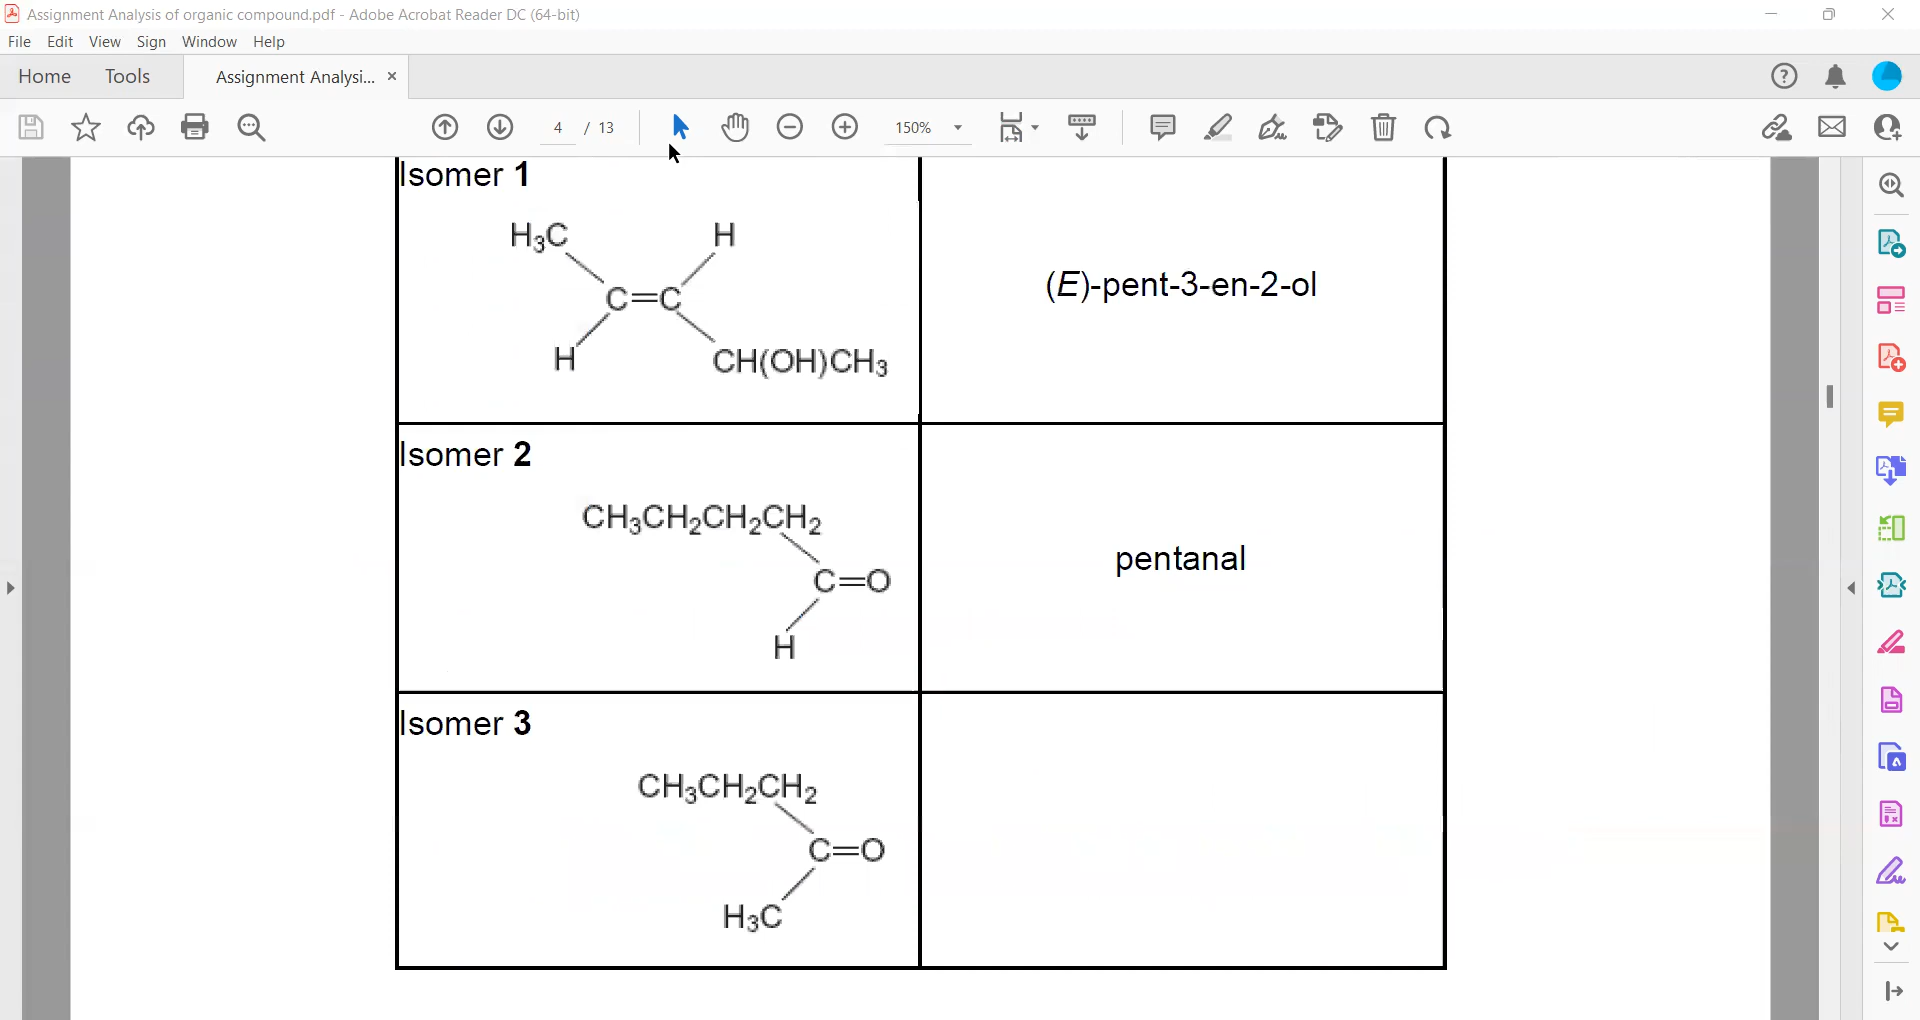 Assignment Analysis of organic compound.pdf - Adobe Acrobat Reader DC (64-bit)
File Edit View Sign Window Help
Home Tools Assignment Analysi... ×
4 / 13 150%
Isomer 1
H₃C H
C=C
H CH(OH)CH₃
(E)-pent-3-en-2-ol
Isomer 2
CH₃CH₂CH₂CH₂
C=O
H
pentanal
Isomer 3
CH₃CH₂CH₂
C=O
H₃C